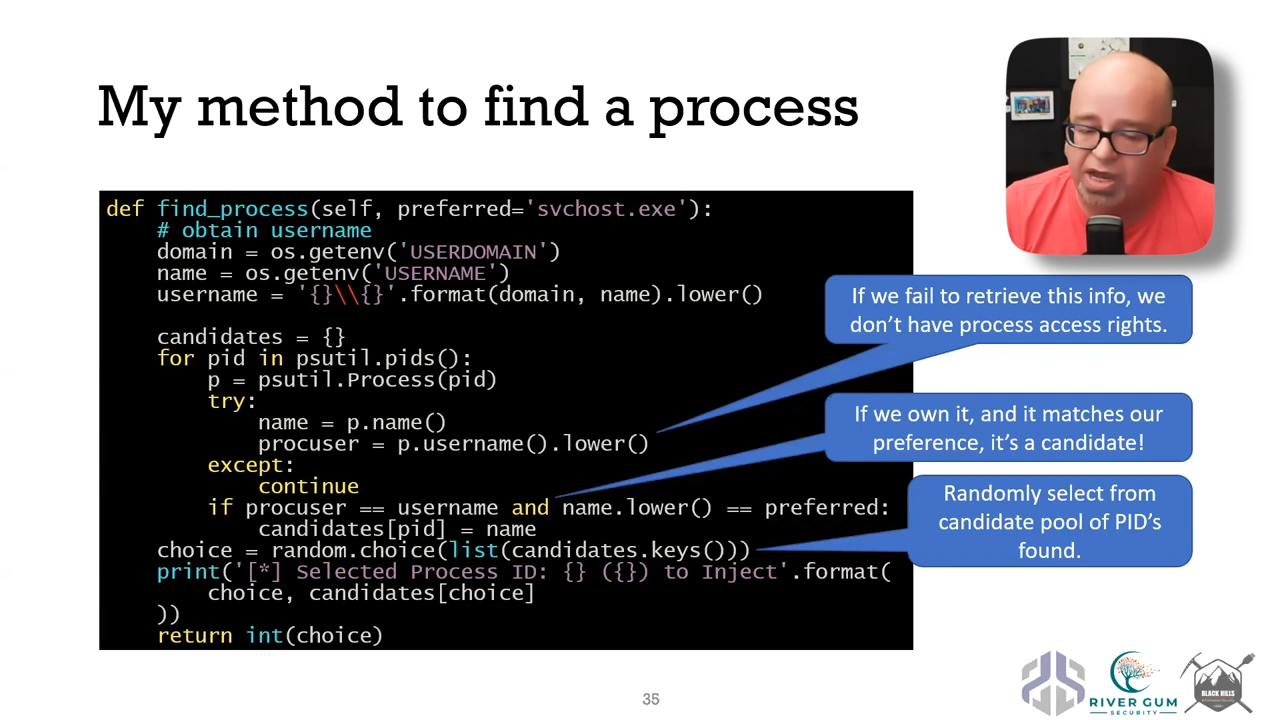 My method to find a process
def find_process(self, preferred='svchost.exe'):
# obtain username
domain = os.getenv('USERDOMAIN')
name = os.getenv('USERNAME')
username = '{}\\{}'.format(domain, name).lower()
candidates = {}
for pid in psutil.pids():
p = psutil.Process(pid)
try:
name = p.name()
procuser = p.username().lower()
except:
continue
if procuser == username and name.lower() == preferred:
candidates[pid] = name
choice = random.choice(list(candidates.keys()))
print('[*] Selected Process ID: {} ({}) to Inject'.format(
choice, candidates[choice]
))
return int(choice)
If we fail to retrieve this info, we
don't have process access rights.
If we own it, and it matches our
preference, it's a candidate!
Randomly select from
candidate pool of PID's
found.
35
RIVER GUM
SECURITY
BLACK HILLS